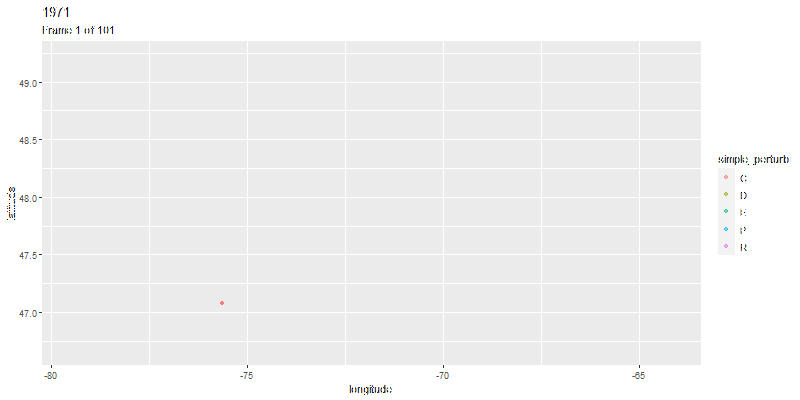 1971
Frame 1 of 101
49.0
48.5
48.0
47.5
47.0
latitude
-80
-75
-70
-65
longitude
simple_perturb
C
D
E
P
R